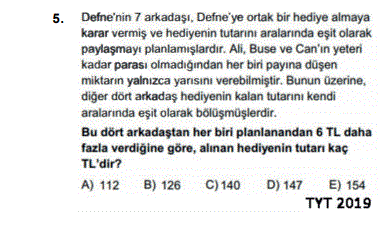 5. Defne'nin 7 arkadaşı, Defne'ye ortak bir hediye almaya
karar vermiş ve hediyenin tutarını aralarında eşit olarak
paylaşmayı planlamışlardır. Ali, Buse ve Can'ın yeteri
kadar parası olmadığından her biri payına düşen
miktarın yalnızca yarısını verebilmiştir. Bunun üzerine,
diğer dört arkadaş hediyenin kalan tutarını kendi
aralarında eşit olarak bölüşmüşlerdir.
Bu dört arkadaştan her biri planlanandan 6 TL daha
fazla verdiğine göre, alınan hediyenin tutarı kaç
TL'dir?
A) 112 B) 126 C) 140 D) 147 E) 154
TYT 2019